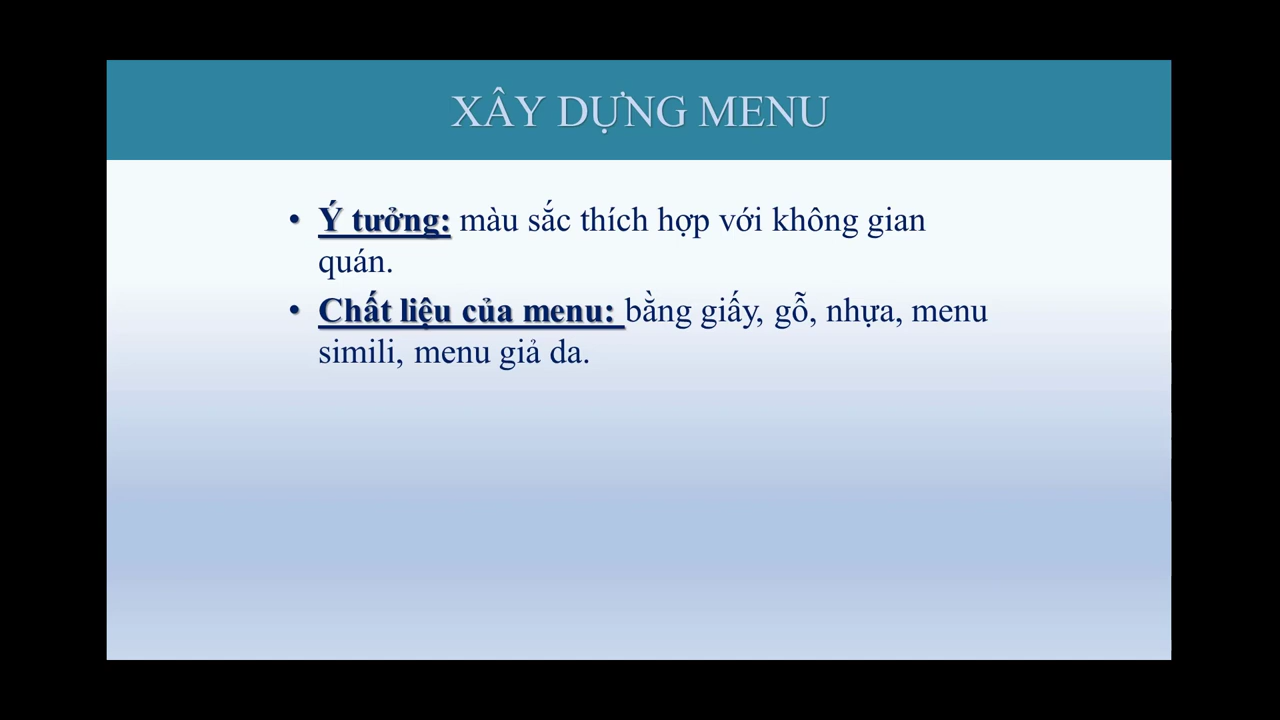 XÂY DỰNG MENU
• Ý tưởng: màu sắc thích hợp với không gian
quán.
• Chất liệu của menu: bằng giấy, gỗ, nhựa, menu
simili, menu giả da.